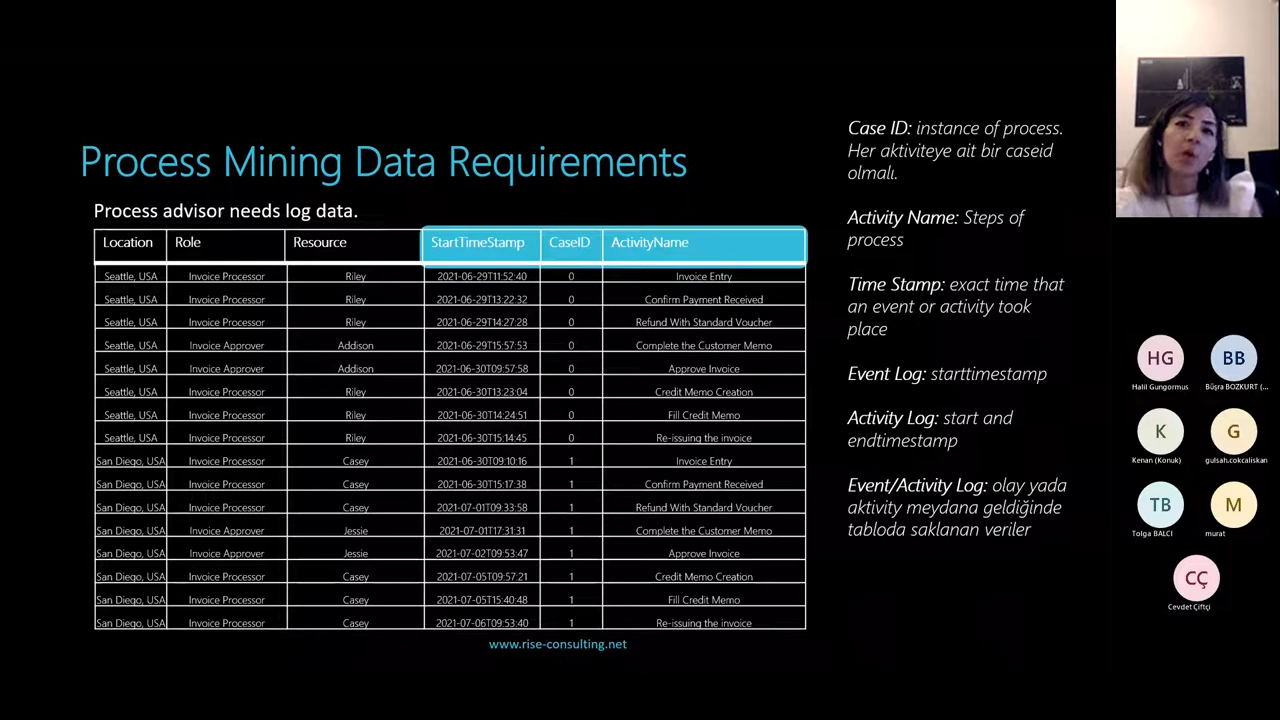 Process Mining Data Requirements
Process advisor needs log data.
Location Role Resource StartTimeStamp CaseID ActivityName
Seattle, USA Invoice Processor Riley 2021-06-29T11:52:40 0 Invoice Entry
Seattle, USA Invoice Processor Riley 2021-06-29T13:22:32 0 Confirm Payment Received
Seattle, USA Invoice Processor Riley 2021-06-29T14:27:28 0 Refund With Standard Voucher
Seattle, USA Invoice Approver Addison 2021-06-29T15:57:53 0 Complete the Customer Memo
Seattle, USA Invoice Approver Addison 2021-06-30T09:57:58 0 Approve Invoice
Seattle, USA Invoice Processor Riley 2021-06-30T13:23:04 0 Credit Memo Creation
Seattle, USA Invoice Processor Riley 2021-06-30T14:24:51 0 Fill Credit Memo
Seattle, USA Invoice Processor Riley 2021-06-30T15:14:45 0 Re-issuing the invoice
San Diego, USA Invoice Processor Casey 2021-06-30T09:10:16 1 Invoice Entry
San Diego, USA Invoice Processor Casey 2021-06-30T15:17:38 1 Confirm Payment Received
San Diego, USA Invoice Processor Casey 2021-07-01T09:33:58 1 Refund With Standard Voucher
San Diego, USA Invoice Approver Jessie 2021-07-01T17:31:31 1 Complete the Customer Memo
San Diego, USA Invoice Approver Jessie 2021-07-02T09:53:47 1 Approve Invoice
San Diego, USA Invoice Processor Casey 2021-07-05T09:57:21 1 Credit Memo Creation
San Diego, USA Invoice Processor Casey 2021-07-05T15:40:48 1 Fill Credit Memo
San Diego, USA Invoice Processor Casey 2021-07-06T09:53:40 1 Re-issuing the invoice
www.rise-consulting.net
Case ID: instance of process.
Her aktiviteye ait bir caseid
olmalı.
Activity Name: Steps of
process
Time Stamp: exact time that
an event or activity took
place
Event Log: starttimestamp
Activity Log: start and
endtimestamp
Event/Activity Log: olay yada
aktivity meydana geldiğinde
tabloda saklanan veriler
HG BB
Halil Gungormus Büşra BOZKURT (...
K G
Kenan (Konuk) gulsah.cokcaliskan
TB M
Tolga BALCI murat
CÇ
Cevdet Çiftçi